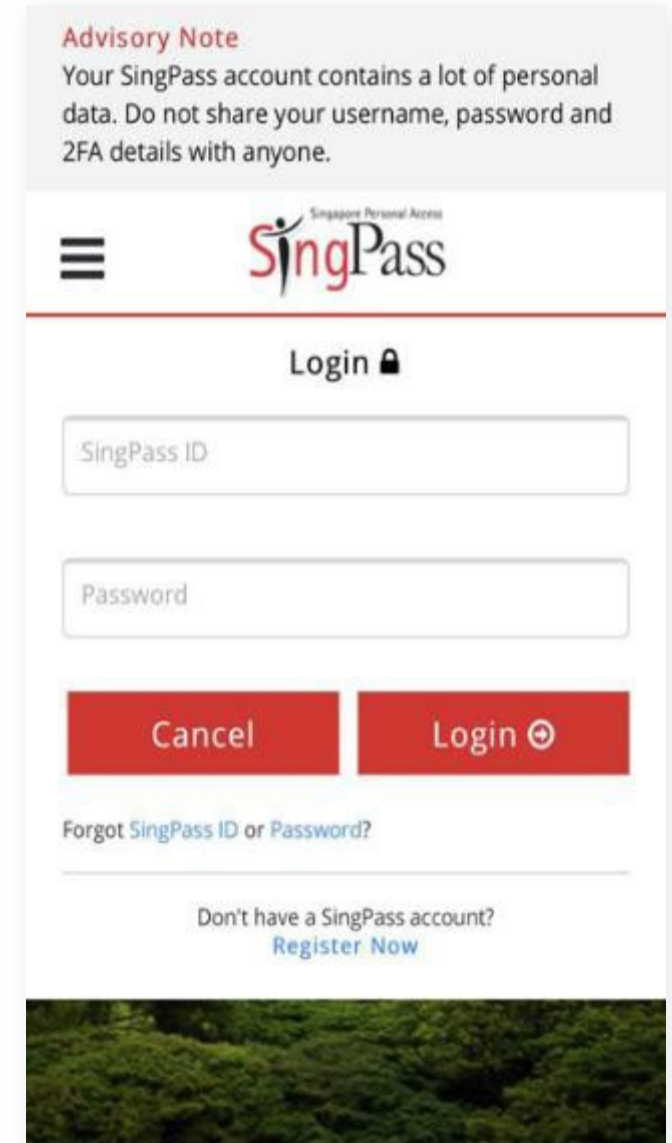 Advisory Note
Your SingPass account contains a lot of personal
data. Do not share your username, password and
2FA details with anyone.
Singapore Personal Access
SingPass
Login
SingPass ID
Password
Cancel
Login
Forgot SingPass ID or Password?
Don't have a SingPass account?
Register Now